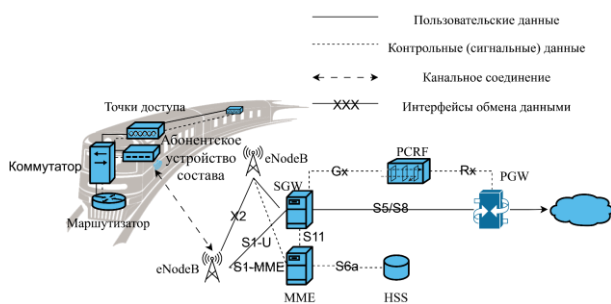 Пользовательские данные
Контрольные (сигнальные) данные
Канальное соединение
XXX
Интерфейсы обмена данными
Точки доступа
Абонентское
устройство
состава
Коммутатор
Маршутизатор
eNodeB
PCRF
Gx
Rx
PGW
SGW
S5/S8
X2
S1-U
S11
S1-MME
S6a
eNodeB
MME
HSS